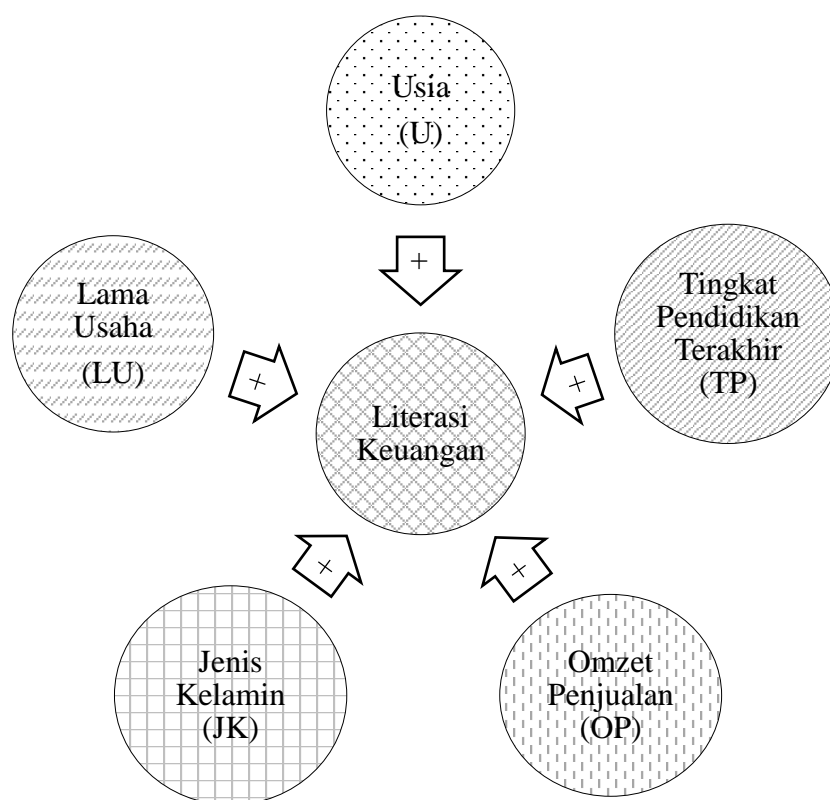 Usia
(U)
+
Lama
Usaha
(LU)
+
Tingkat
Pendidikan
Terakhir
(TP)
+
Literasi
Keuangan
+
Jenis
Kelamin
(JK)
+
Omzet
Penjualan
(OP)